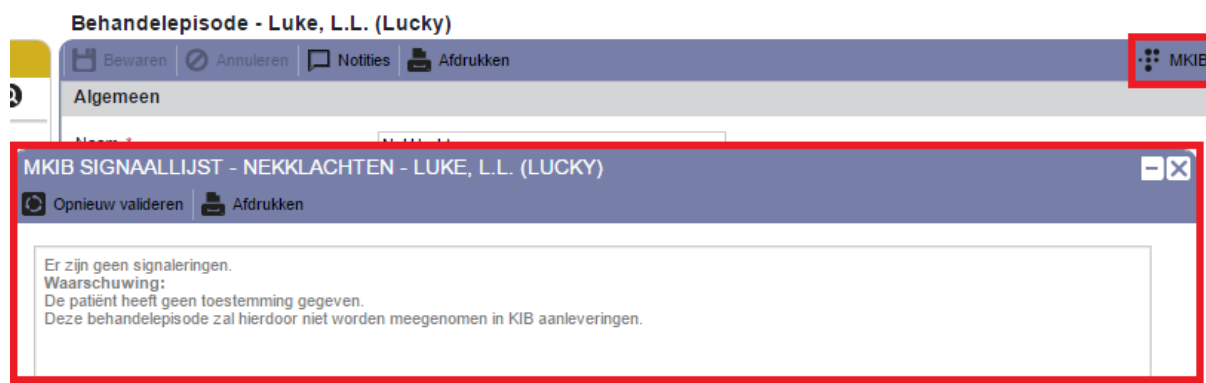 Behandelepisode - Luke, L.L. (Lucky)
Bewaren Annuleren Notities Afdrukken MKIB
Algemeen
MKIB SIGNAALLIJST - NEKKLACHTEN - LUKE, L.L. (LUCKY)
Opnieuw valideren Afdrukken
Er zijn geen signaleringen.
Waarschuwing:
De patiënt heeft geen toestemming gegeven.
Deze behandelepisode zal hierdoor niet worden meegenomen in KIB aanleveringen.